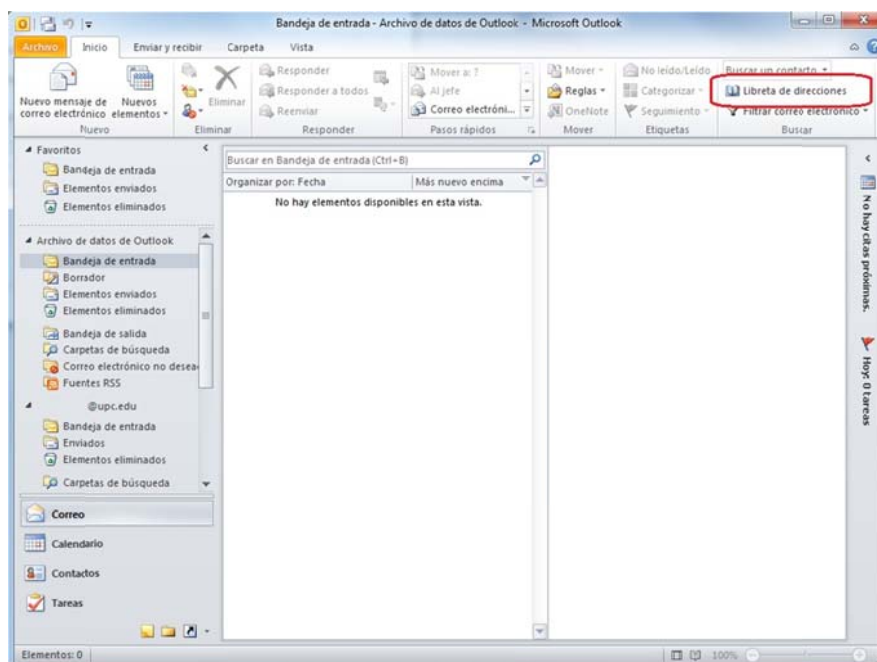 Bandeja de entrada - Archivo de datos de Outlook - Microsoft Outlook
Archivo Inicio Enviar y recibir Carpeta Vista
Nuevo mensaje de correo electrónico
Nuevos elementos
Nuevo
Eliminar
Eliminar
Responder
Responder a todos
Reenviar
Responder
Mover a: ?
Al jefe
Correo electróni...
Pasos rápidos
Mover
Reglas
OneNote
Mover
No leído/Leído
Categorizar
Seguimiento
Etiquetas
Buscar un contacto
Libreta de direcciones
Filtrar correo electrónico
Buscar
Favoritos
Bandeja de entrada
Elementos enviados
Elementos eliminados
Archivo de datos de Outlook
Bandeja de entrada
Borrador
Elementos enviados
Elementos eliminados
Bandeja de salida
Carpetas de búsqueda
Correo electrónico no desea
Fuentes RSS
@upc.edu
Bandeja de entrada
Enviados
Elementos eliminados
Carpetas de búsqueda
Correo
Calendario
Contactos
Tareas
Buscar en Bandeja de entrada (Ctrl+B)
Organizar por: Fecha Más nuevo encima
No hay elementos disponibles en esta vista.
No hay citas próximas.
Hoy: 0 tareas
Elementos: 0
100%